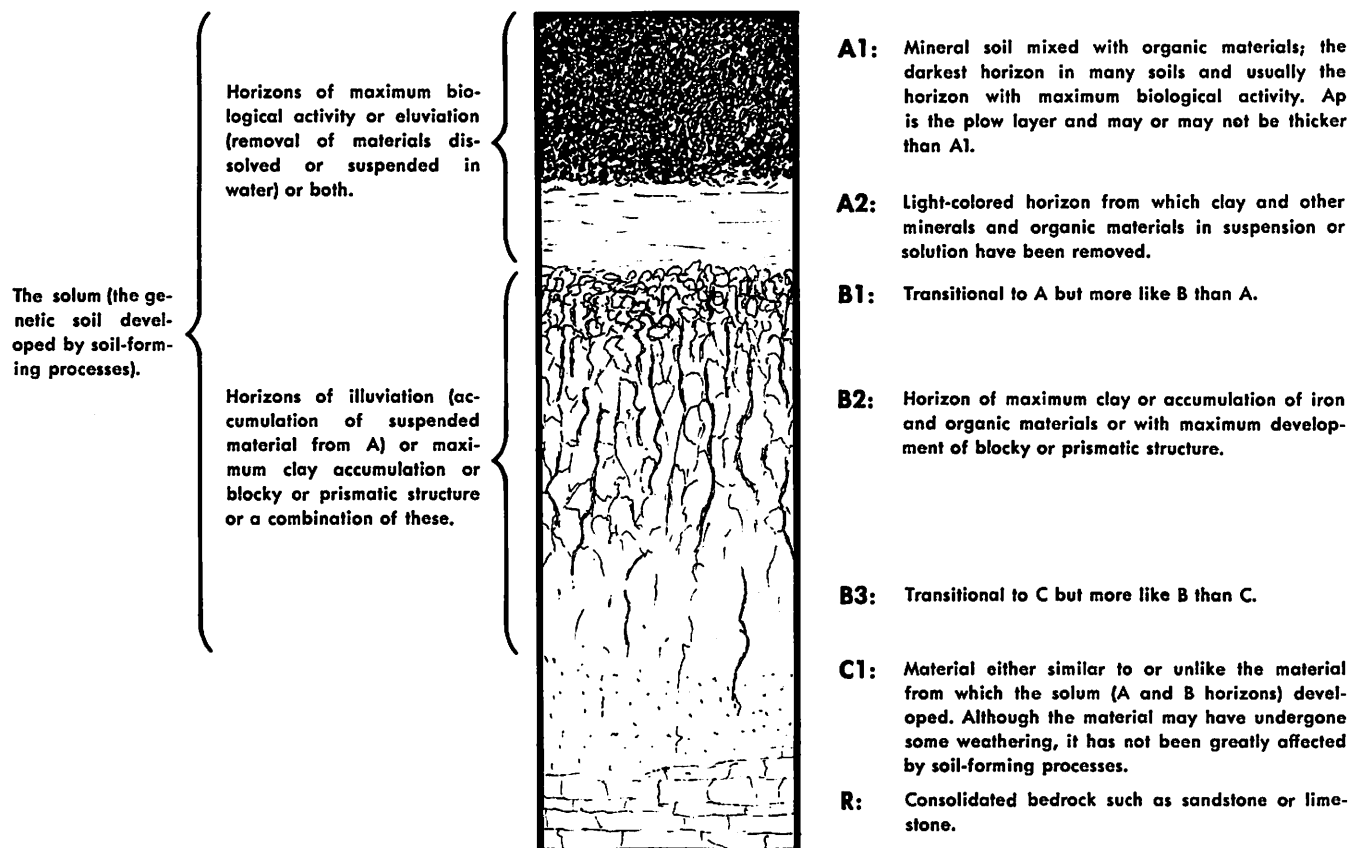 The solum (the ge-
netic soil devel-
oped by soil-form-
ing processes).
Horizons of maximum bio-
logical activity or eluviation
(removal of materials dis-
solved or suspended in
water) or both.
Horizons of illuviation (ac-
cumulation of suspended
material from A) or maxi-
mum clay accumulation or
blocky or prismatic structure
or a combination of these.
A1: Mineral soil mixed with organic materials; the
darkest horizon in many soils and usually the
horizon with maximum biological activity. Ap
is the plow layer and may or may not be thicker
than A1.
A2: Light-colored horizon from which clay and other
minerals and organic materials in suspension or
solution have been removed.
B1: Transitional to A but more like B than A.
B2: Horizon of maximum clay or accumulation of iron
and organic materials or with maximum develop-
ment of blocky or prismatic structure.
B3: Transitional to C but more like B than C.
C1: Material either similar to or unlike the material
from which the solum (A and B horizons) devel-
oped. Although the material may have undergone
some weathering, it has not been greatly affected
by soil-forming processes.
R: Consolidated bedrock such as sandstone or lime-
stone.